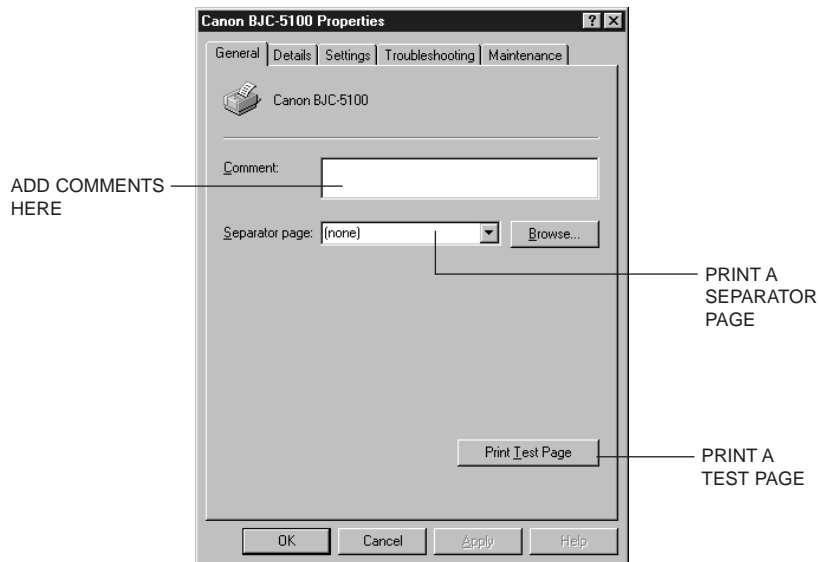 Canon BJC-5100 Properties
General Details Settings Troubleshooting Maintenance
Canon BJC-5100
Comment:
ADD COMMENTS
HERE
Separator page: (none) Browse...
PRINT A
SEPARATOR
PAGE
Print Test Page
PRINT A
TEST PAGE
OK Cancel Apply Help